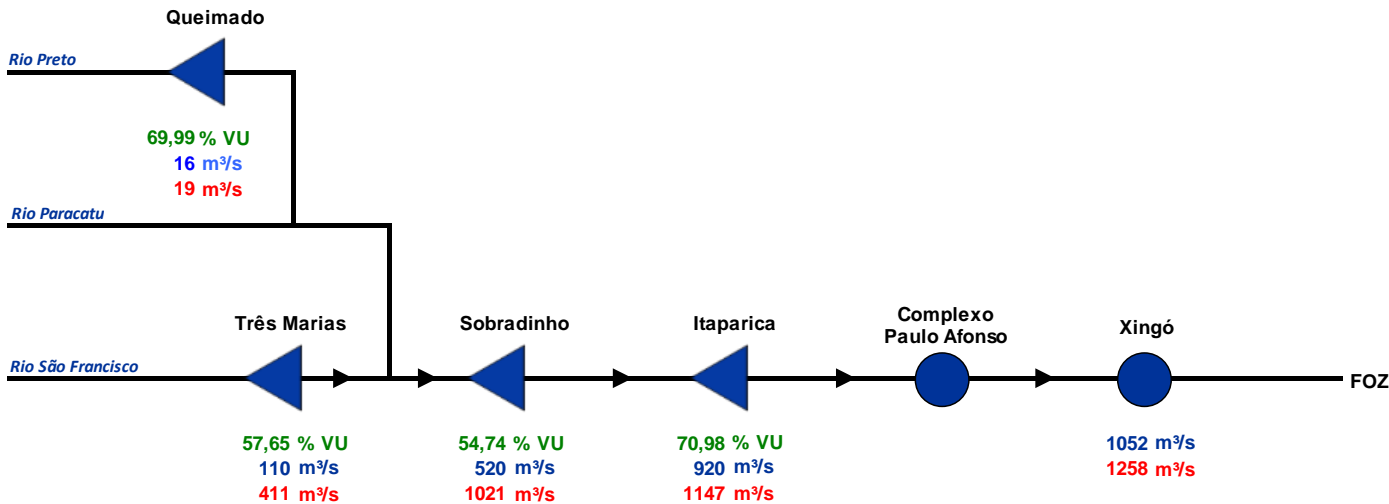 Queimado
Rio Preto
69,99 % VU
16 m³/s
19 m³/s
Rio Paracatu
Três Marias
Sobradinho
Itaparica
Complexo
Paulo Afonso
Xingó
Rio São Francisco
FOZ
57,65 % VU
110 m³/s
411 m³/s
54,74 % VU
520 m³/s
1021 m³/s
70,98 % VU
920 m³/s
1147 m³/s
1052 m³/s
1258 m³/s